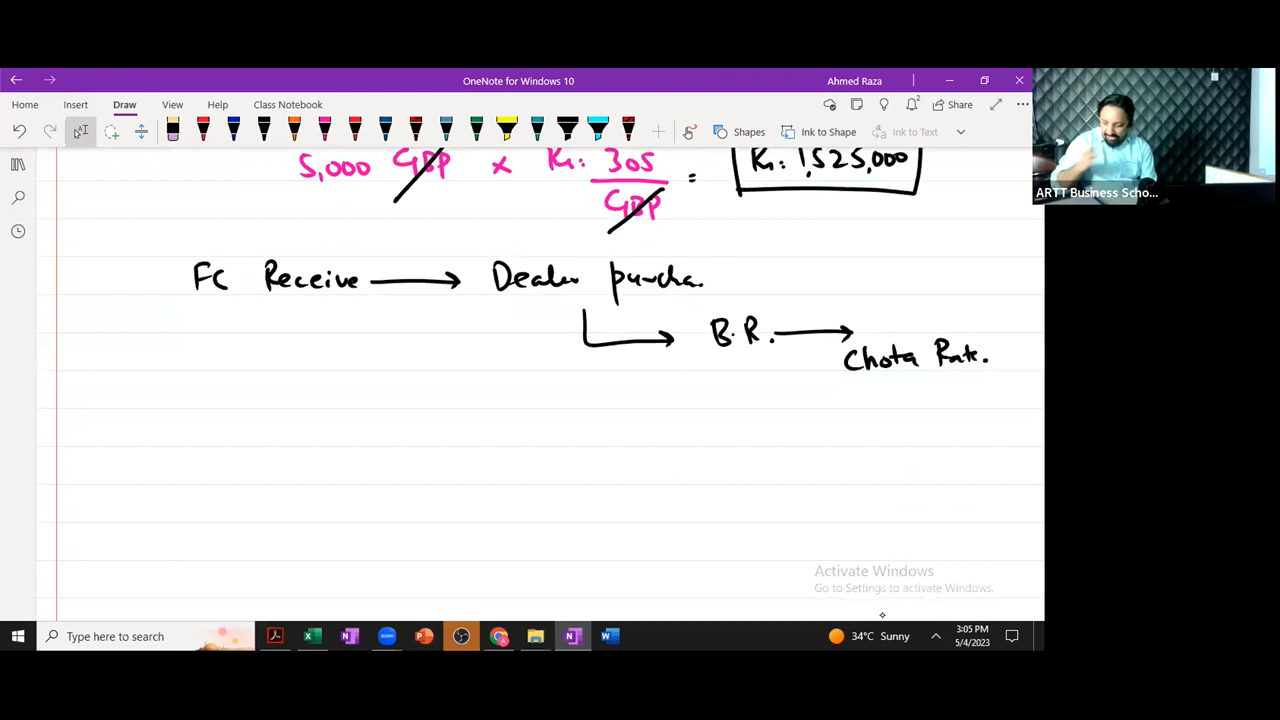 OneNote for Windows 10
Ahmed Raza
Home Insert Draw View Help Class Notebook
Share
Shapes Ink to Shape Ink to Text
5,000 GBP x Rs: 305 / GBP = Rs: 1,525,000
ARTT Business Scho...
FC Receive → Dealer purcha.
B.R. →
Chota Rate.
Activate Windows
Go to Settings to activate Windows.
Type here to search
34°C Sunny
3:05 PM
5/4/2023